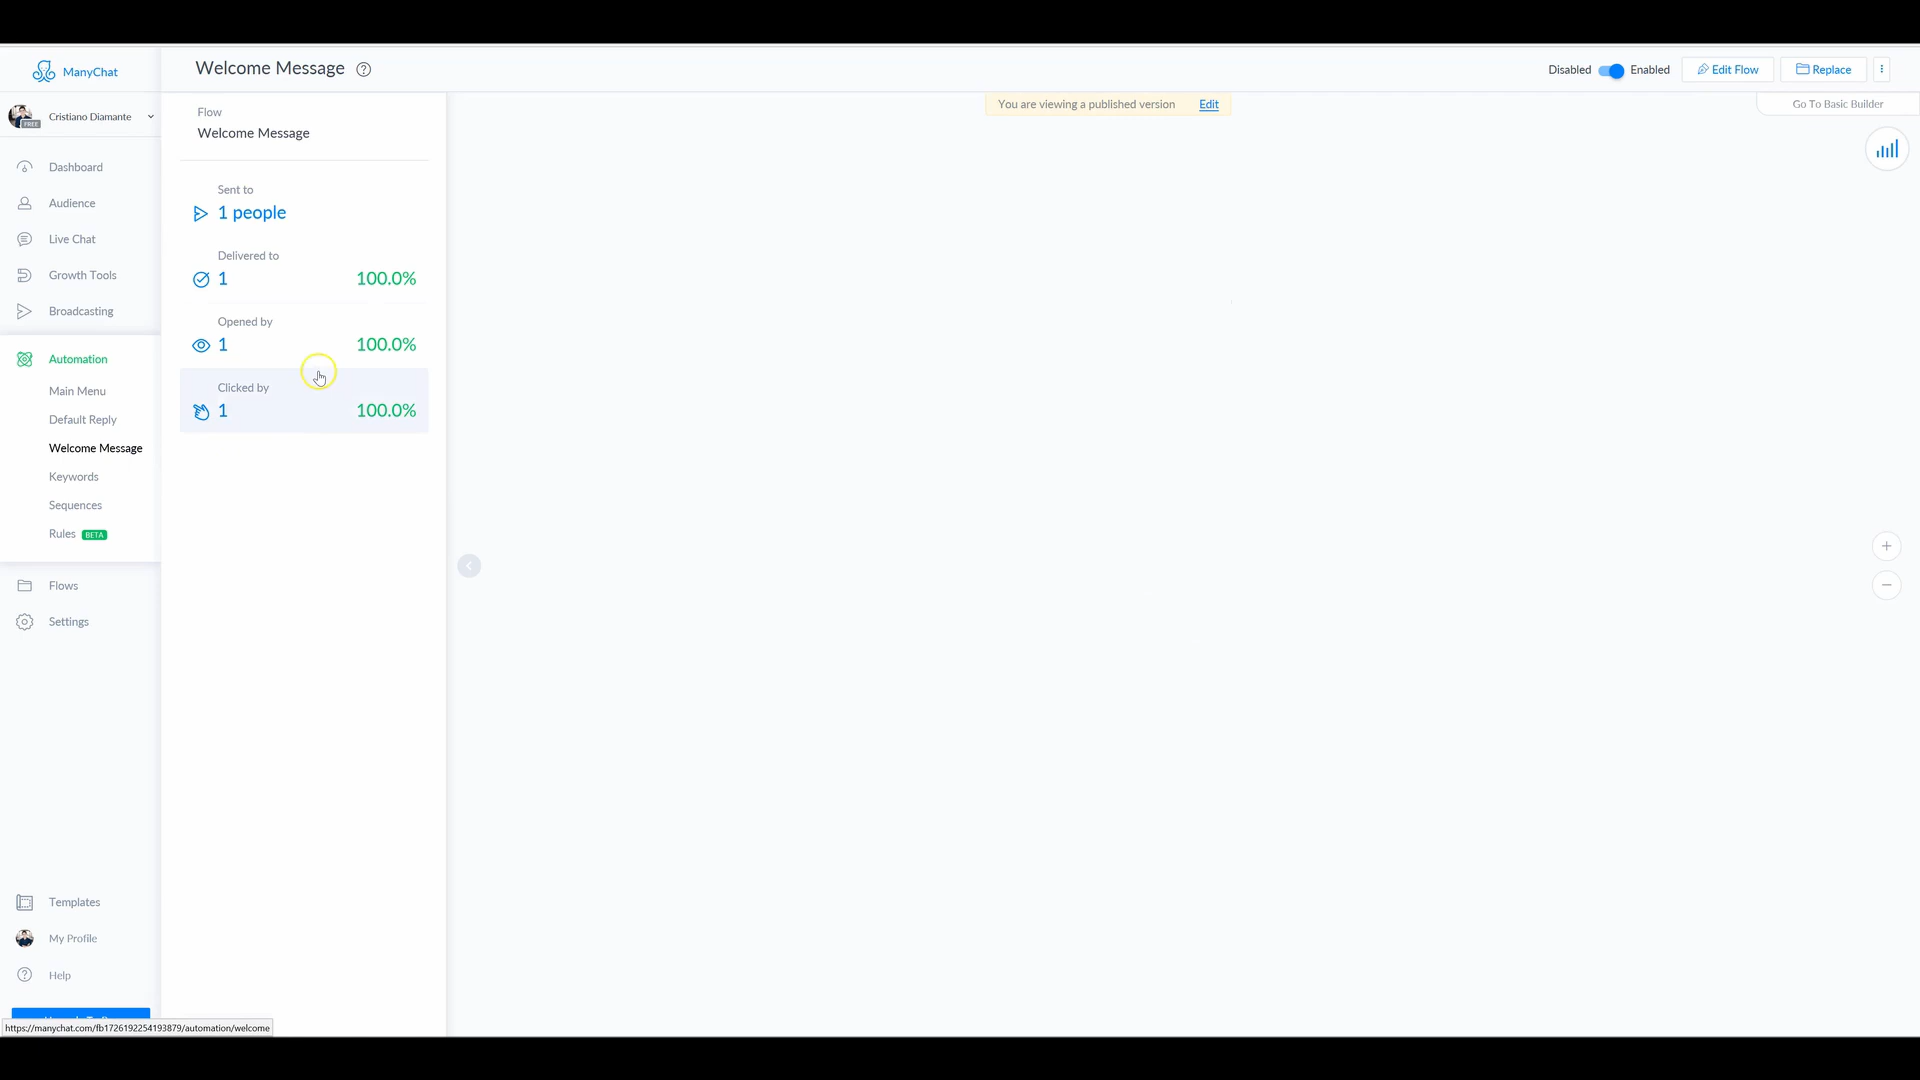 ManyChat
Welcome Message ?
Disabled Enabled Edit Flow Replace
FREE Cristiano Diamante
You are viewing a published version Edit
Go To Basic Builder
Dashboard
Audience
Live Chat
Growth Tools
Broadcasting
Automation
Main Menu
Default Reply
Welcome Message
Keywords
Sequences
Rules BETA
Flows
Settings
Templates
My Profile
? Help
https://manychat.com/fb1726192254193879/automation/welcome
Flow
Welcome Message
Sent to
1 people
Delivered to
1 100.0%
Opened by
1 100.0%
Clicked by
1 100.0%